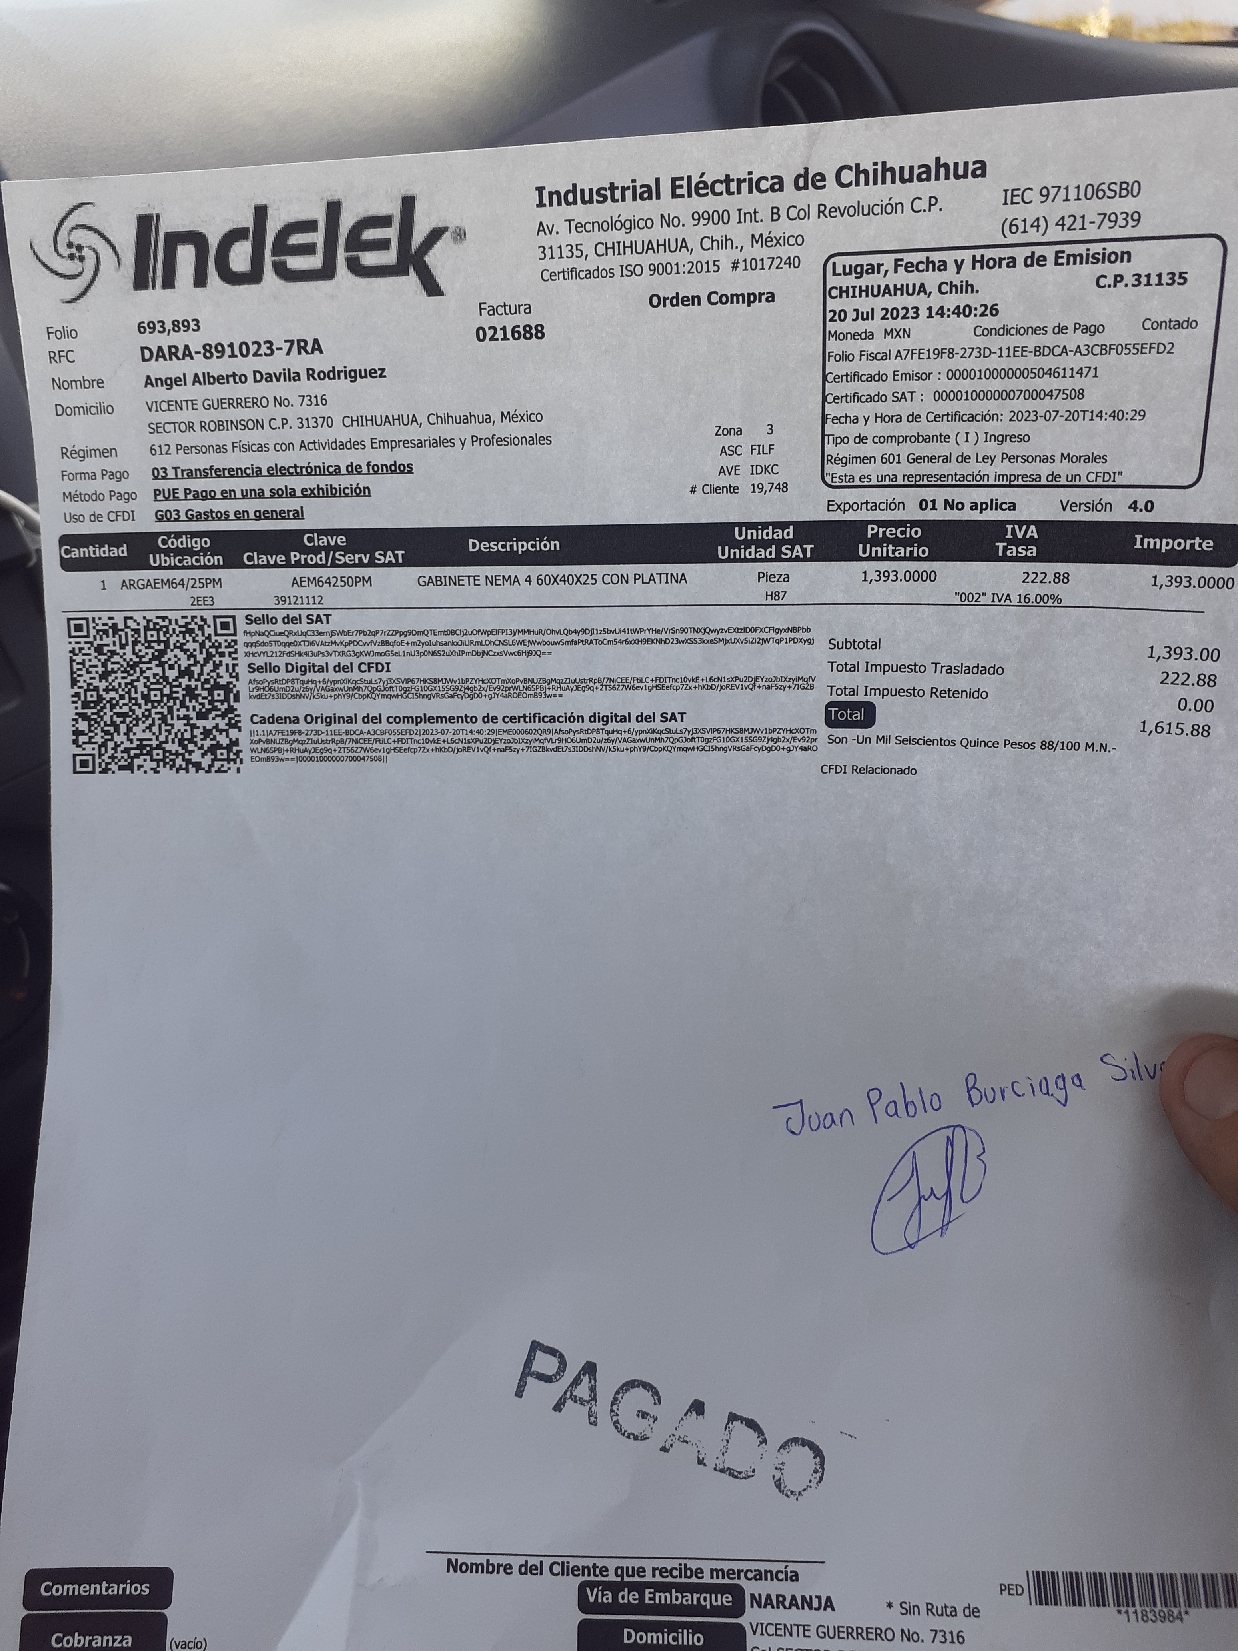 Indelek
Industrial Eléctrica de Chihuahua
Av. Tecnológico No. 9900 Int. B Col Revolución C.P.
31135, CHIHUAHUA, Chih., México
Certificados ISO 9001:2015 #1017240
IEC 971106SB0
(614) 421-7939
Lugar, Fecha y Hora de Emision
CHIHUAHUA, Chih. C.P.31135
20 Jul 2023 14:40:26
Moneda MXN Condiciones de Pago Contado
Folio Fiscal A7FE19F8-273D-11EE-BDCA-A3CBF055EFD2
Certificado Emisor : 00001000000504611471
Certificado SAT : 00001000000700047508
Fecha y Hora de Certificación: 2023-07-20T14:40:29
Tipo de comprobante ( I ) Ingreso
Régimen 601 General de Ley Personas Morales
"Esta es una representación impresa de un CFDI"
Exportación 01 No aplica Versión 4.0
Factura Orden Compra
021688
Folio 693,893
RFC DARA-891023-7RA
Nombre Angel Alberto Davila Rodriguez
Domicilio VICENTE GUERRERO No. 7316
SECTOR ROBINSON C.P. 31370 CHIHUAHUA, Chihuahua, México
Régimen 612 Personas Físicas con Actividades Empresariales y Profesionales
Forma Pago 03 Transferencia electrónica de fondos
Método Pago PUE Pago en una sola exhibición
Uso de CFDI G03 Gastos en general
Zona 3
ASC FILF
AVE IDKC
# Cliente 19,748
Cantidad Código Ubicación Clave Clave Prod/Serv SAT Descripción Unidad Unidad SAT Precio Unitario IVA Tasa Importe
1 ARGAEM64/25PM AEM64250PM GABINETE NEMA 4 60X40X25 CON PLATINA Pieza 1,393.0000 222.88 1,393.0000
2EE3 39121112 H87 "002" IVA 16.00%
Sello del SAT
Sello Digital del CFDI
Cadena Original del complemento de certificación digital del SAT
Subtotal 1,393.00
Total Impuesto Trasladado 222.88
Total Impuesto Retenido 0.00
Total 1,615.88
Son -Un Mil Seiscientos Quince Pesos 88/100 M.N.-
CFDI Relacionado
Juan Pablo Burciaga
PAGADO
Nombre del Cliente que recibe mercancía
Comentarios
Vía de Embarque NARANJA * Sin Ruta de
PED *1183984*
Cobranza (vacío)
Domicilio VICENTE GUERRERO No. 7316